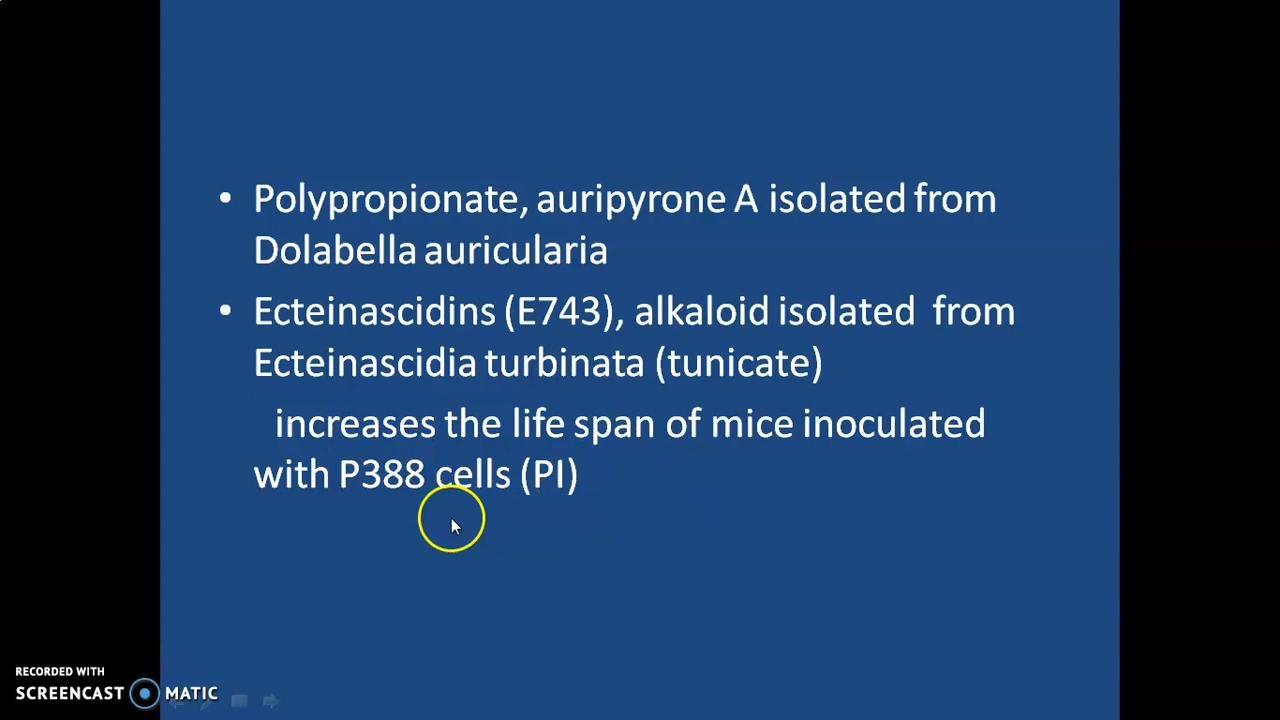 • Polypropionate, auripyrone A isolated from
Dolabella auricularia
• Ecteinascidins (E743), alkaloid isolated from
Ecteinascidia turbinata (tunicate)
increases the life span of mice inoculated
with P388 cells (PI)
RECORDED WITH
SCREENCAST MATIC